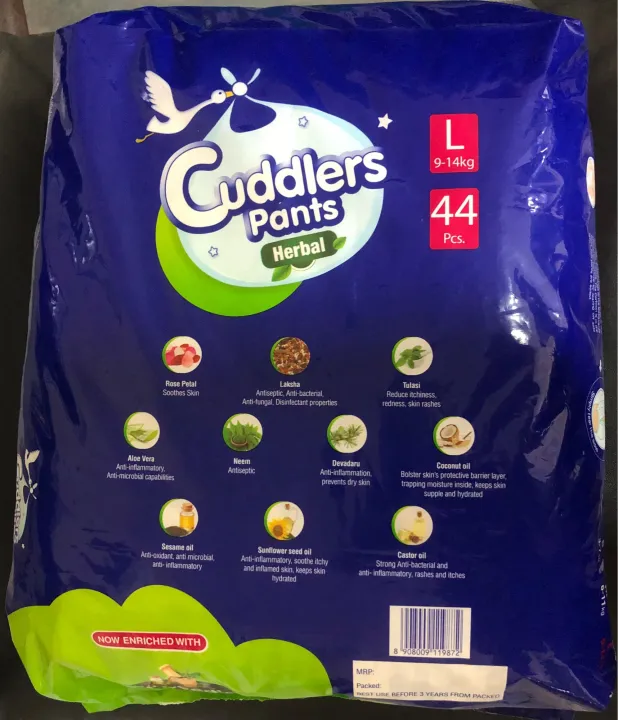 Cuddlers
Pants
Herbal
L
9-14kg
44
Pcs.
Rose Petal
Soothes Skin
Laksha
Antiseptic, Anti-bacterial,
Anti-fungal, Disinfectant properties
Tulasi
Reduce itchiness,
redness, skin rashes
Aloe Vera
Anti-inflammatory,
Anti-microbial capabilities
Neem
Antiseptic
Devadaru
Anti-inflammation,
prevents dry skin
Coconut oil
Bolster skin's protective barrier layer,
trapping moisture inside, keeps skin
supple and hydrated
Sesame oil
Anti-oxidant, anti microbial,
anti- inflammatory
Sunflower seed oil
Anti-inflammatory, soothe itchy
and inflamed skin, keeps skin
hydrated
Castor oil
Strong Anti-bacterial and
anti-inflammatory, rashes and itches
NOW ENRICHED WITH
8 908009 119872
MRP:
Packed:
BEST USE BEFORE 3 YEARS FROM PACKED